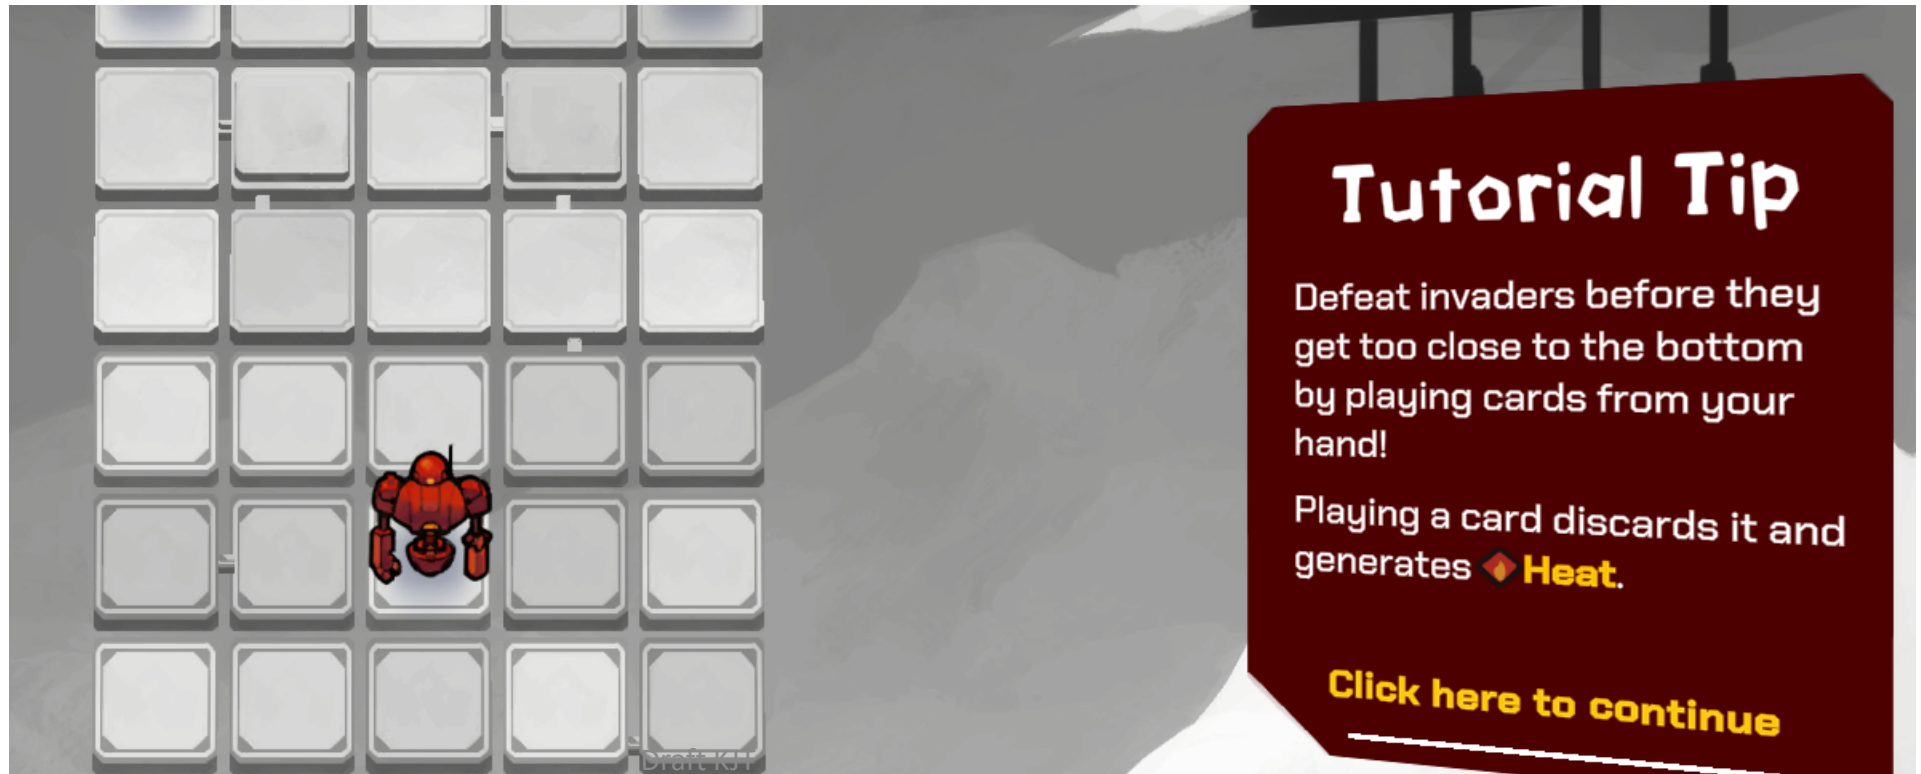 Tutorial Tip
Defeat invaders before they
get too close to the bottom
by playing cards from your
hand!
Playing a card discards it and
generates Heat.
Click here to continue
Draft